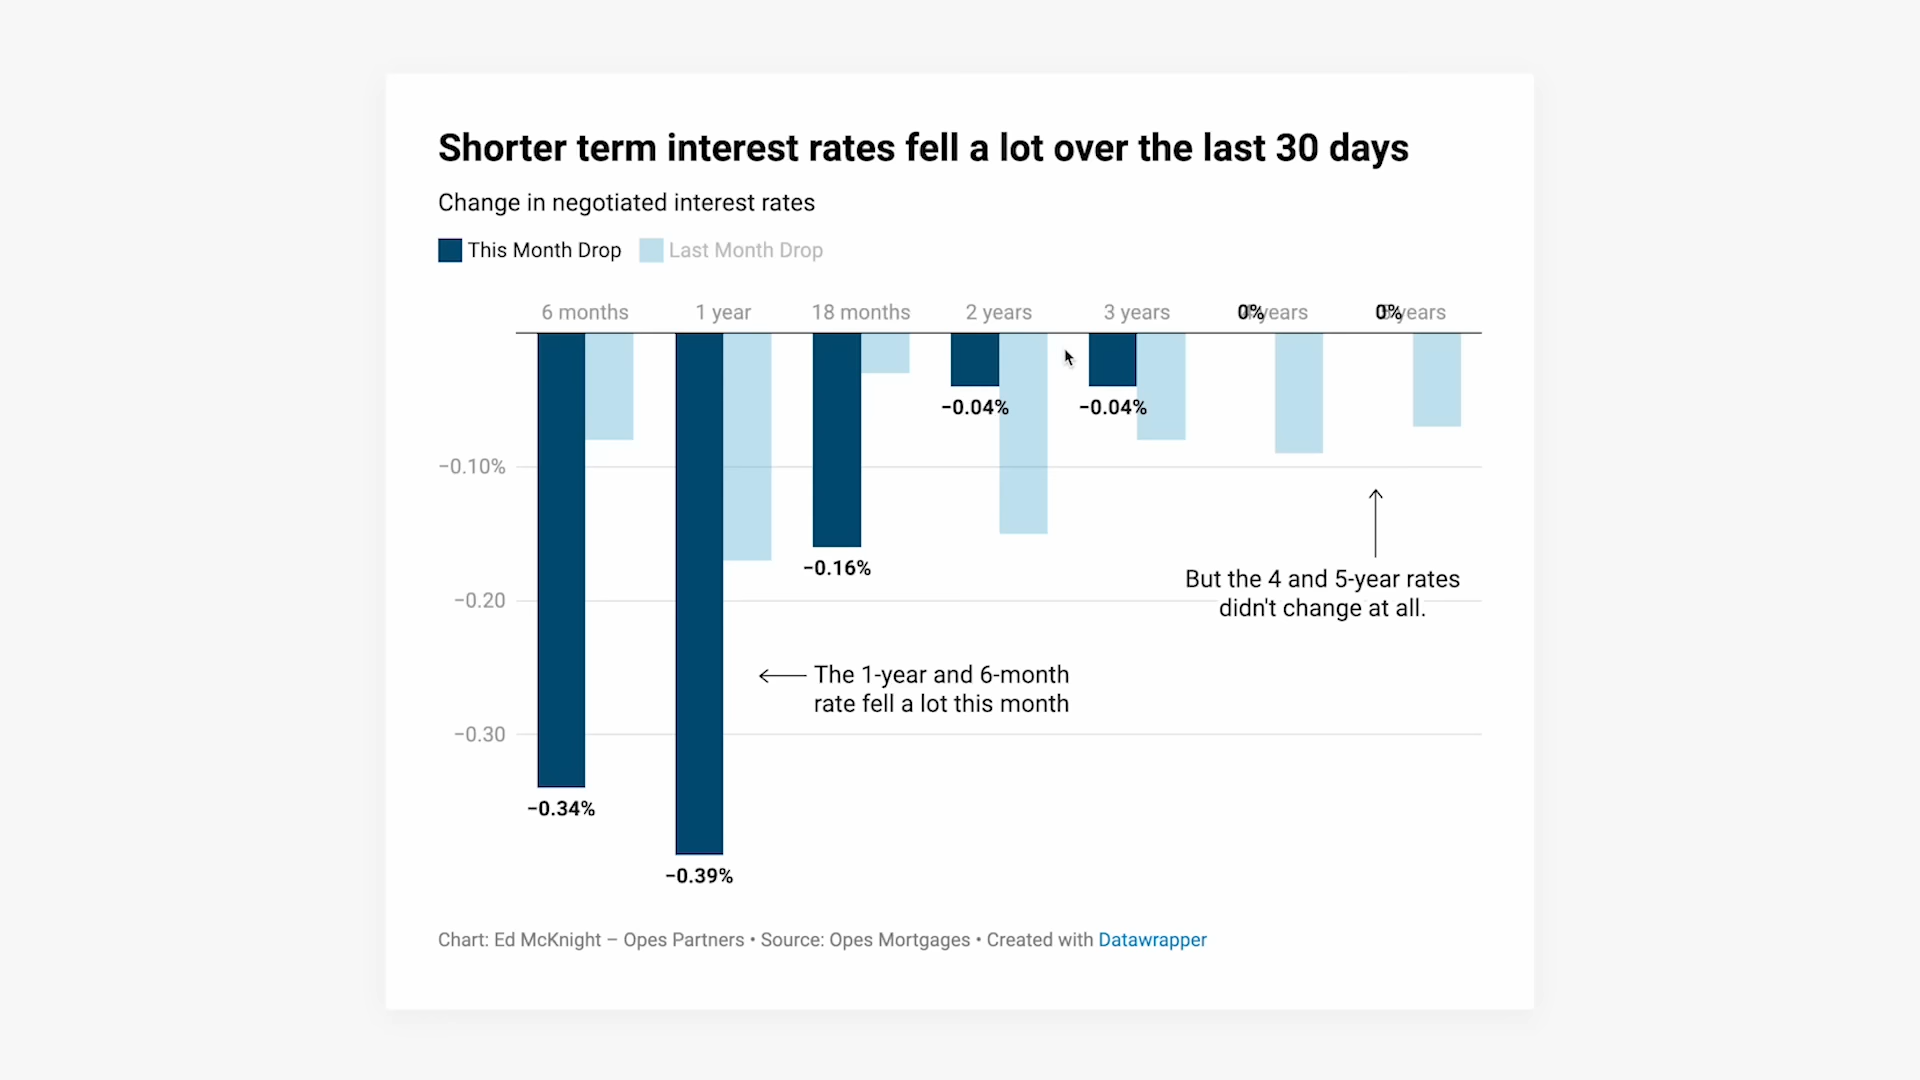 Shorter term interest rates fell a lot over the last 30 days
Change in negotiated interest rates
This Month Drop Last Month Drop
6 months 1 year 18 months 2 years 3 years 0% years 0% years
−0.04% −0.04%
−0.10%
−0.16%
But the 4 and 5-year rates
didn't change at all.
−0.20
The 1-year and 6-month
rate fell a lot this month
−0.30
−0.34%
−0.39%
Chart: Ed McKnight – Opes Partners • Source: Opes Mortgages • Created with Datawrapper